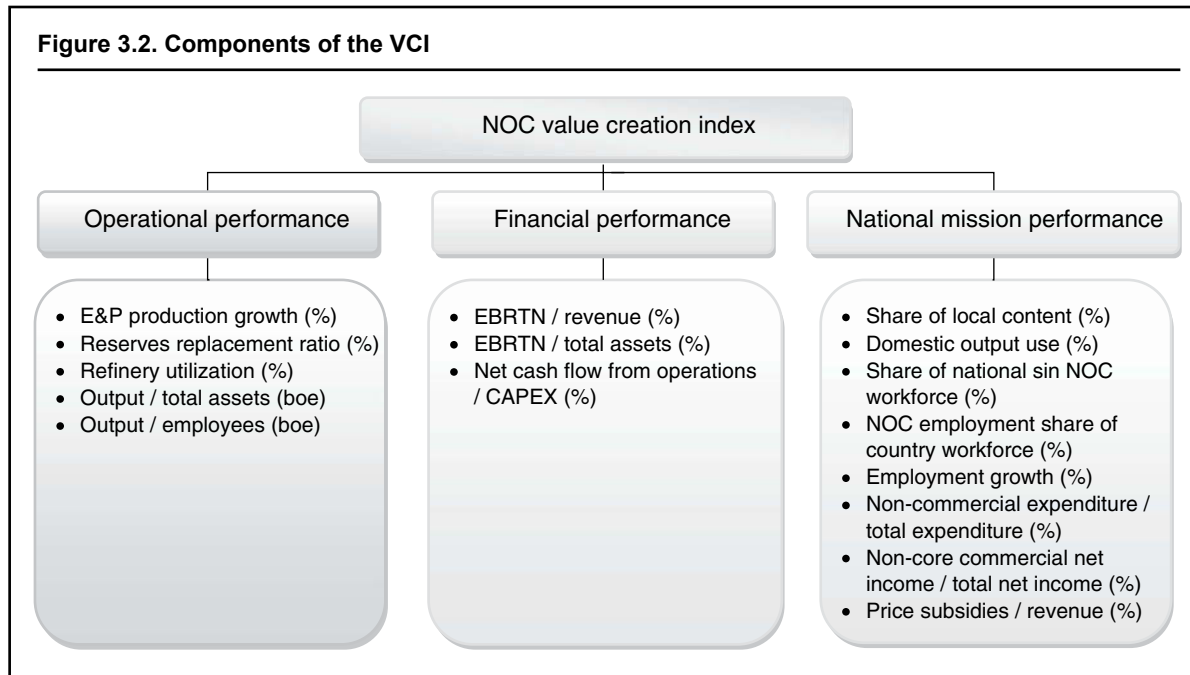 Figure 3.2. Components of the VCI
NOC value creation index
Operational performance
Financial performance
National mission performance
• E&P production growth (%)
• Reserves replacement ratio (%)
• Refinery utilization (%)
• Output / total assets (boe)
• Output / employees (boe)
• EBRTN / revenue (%)
• EBRTN / total assets (%)
• Net cash flow from operations
/ CAPEX (%)
• Share of local content (%)
• Domestic output use (%)
• Share of national sin NOC
workforce (%)
• NOC employment share of
country workforce (%)
• Employment growth (%)
• Non-commercial expenditure /
total expenditure (%)
• Non-core commercial net
income / total net income (%)
• Price subsidies / revenue (%)